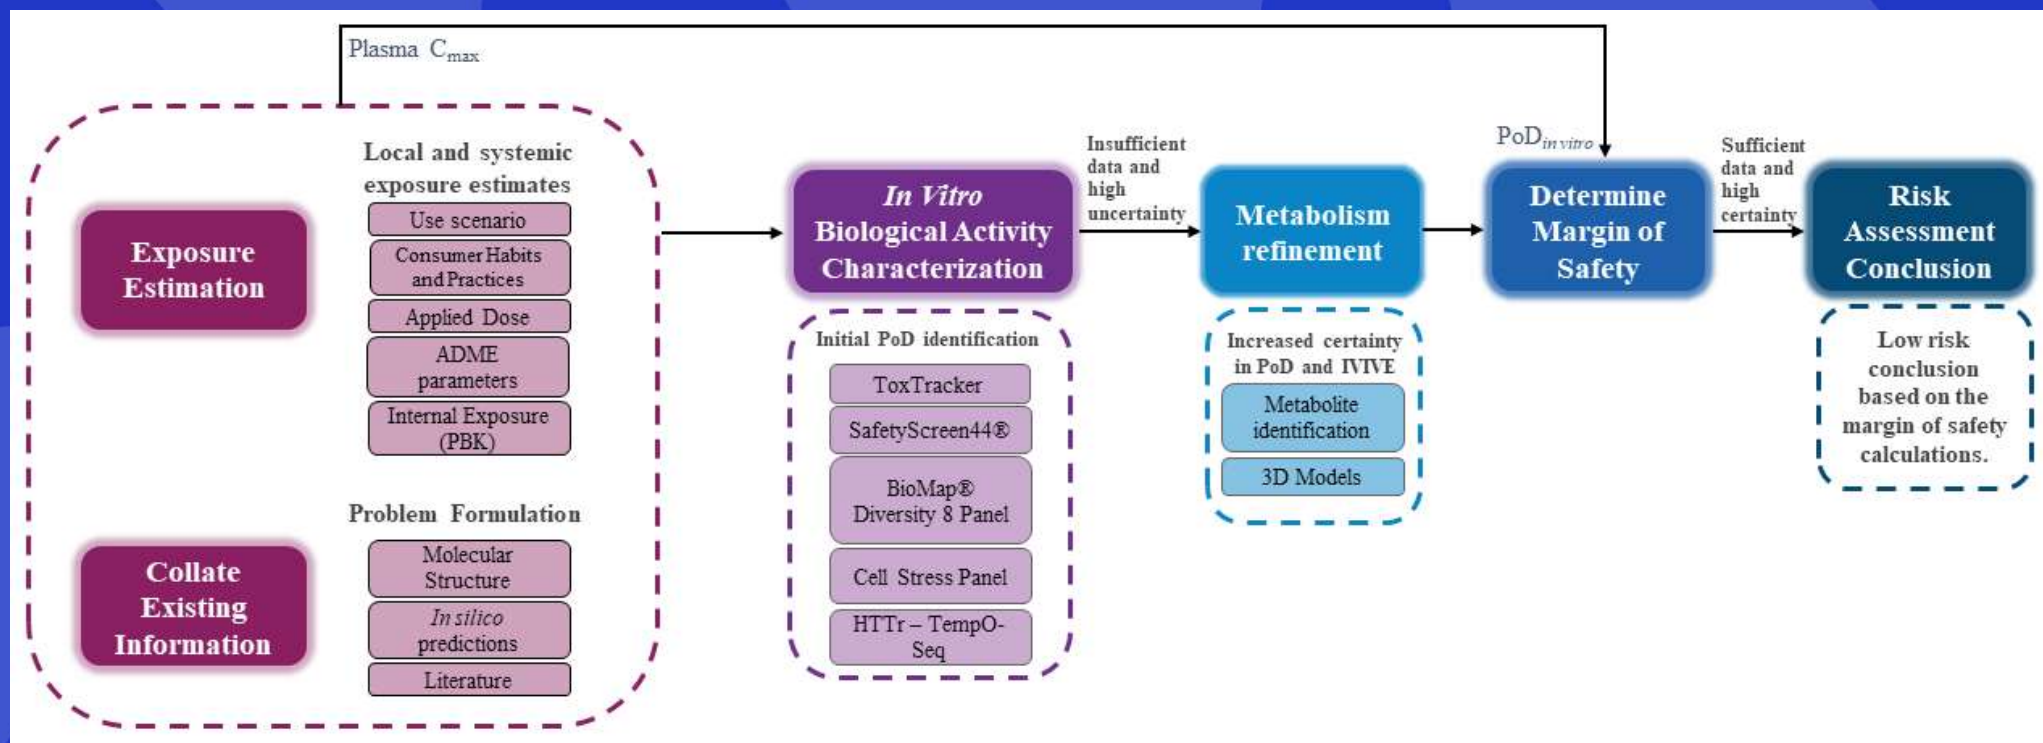 Plasma Cmax
Local and systemic
exposure estimates
Exposure
Estimation
Use scenario
Consumer Habits
and Practices
Applied Dose
ADME
parameters
Internal Exposure
(PBK)
Problem Formulation
Collate
Existing
Information
Molecular
Structure
In silico
predictions
Literature
In Vitro
Biological Activity
Characterization
Initial PoD identification
ToxTracker
SafetyScreen44®
BioMap®
Diversity 8 Panel
Cell Stress Panel
HTTr – TempO-
Seq
Insufficient
data and
high
uncertainty
Metabolism
refinement
Increased certainty
in PoD and IVIVE
Metabolite
identification
3D Models
PoDin vitro
Determine
Margin of
Safety
Sufficient
data and
high
certainty
Risk
Assessment
Conclusion
Low risk
conclusion
based on the
margin of safety
calculations.